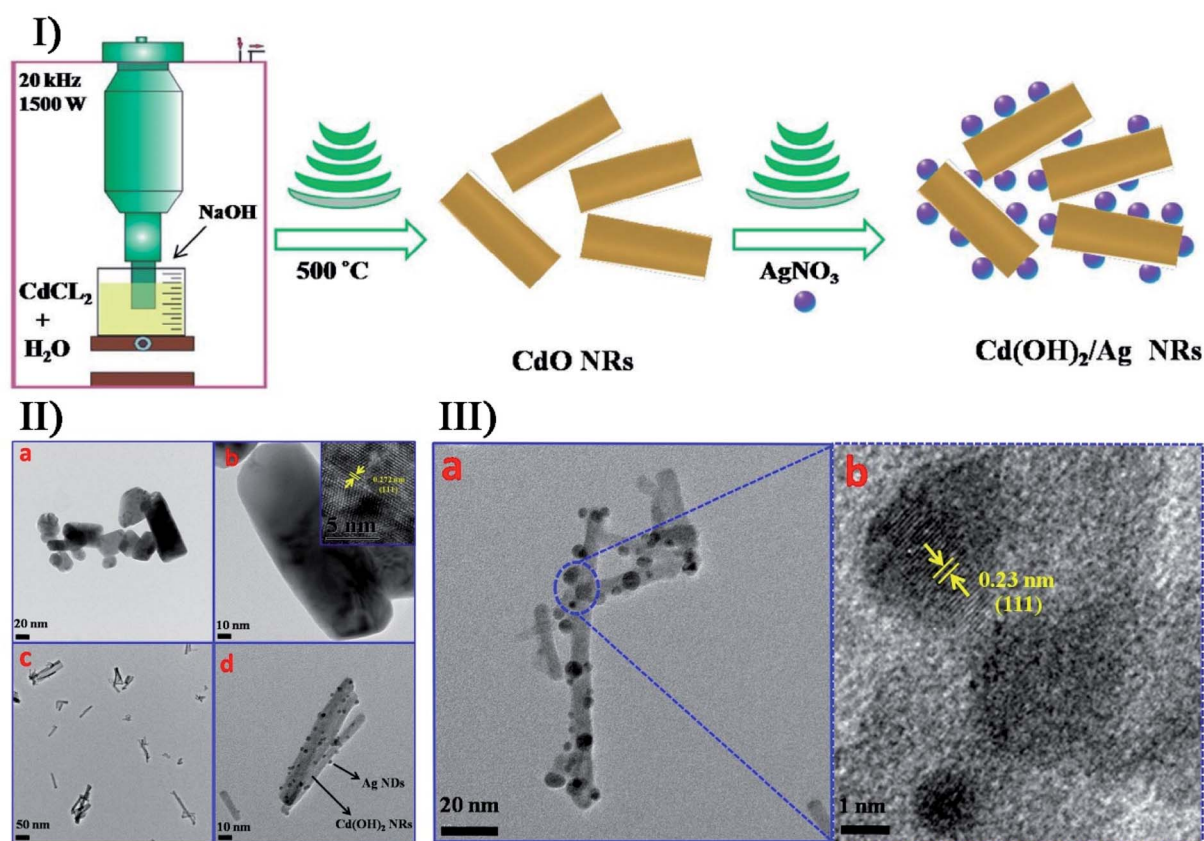 I)
20 kHz
1500 W
NaOH
CdCL₂
+
H₂O
500 °C
CdO NRs
AgNO₃
Cd(OH)₂/Ag NRs
II)
a
20 nm
b
0.272 nm
(111)
5 nm
10 nm
c
50 nm
d
Ag NDs
Cd(OH)₂ NRs
10 nm
III)
a
20 nm
b
0.23 nm
(111)
1 nm